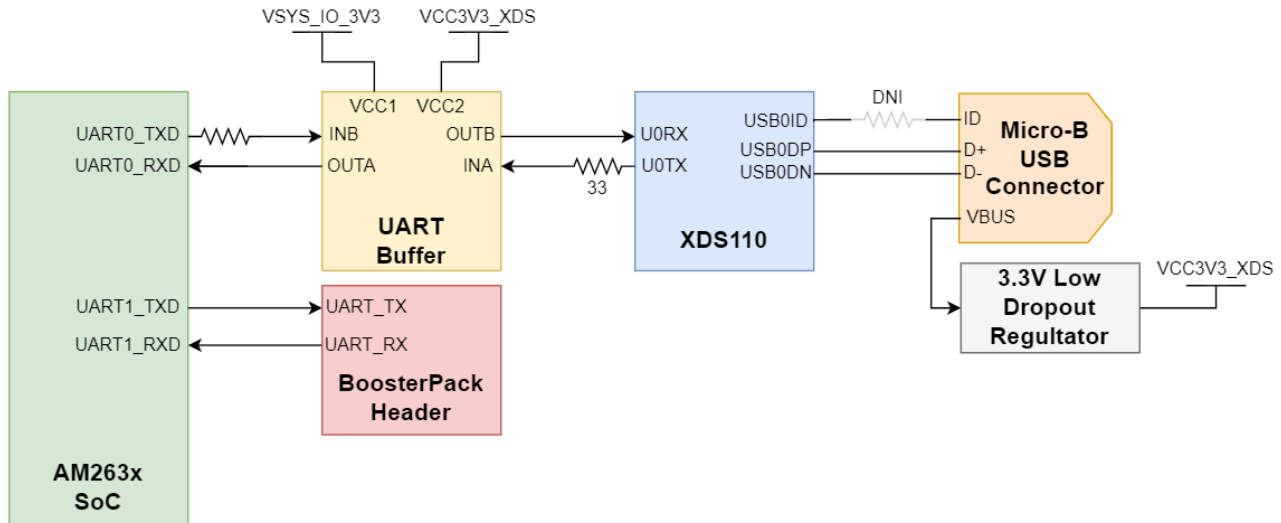 VSYS_IO_3V3
VCC3V3_XDS
VCC1
VCC2
UART0_TXD
UART0_RXD
INB
OUTB
OUTA
INA
UART
Buffer
33
U0RX
U0TX
USB0ID
USB0DP
USB0DN
XDS110
DNI
ID
D+
D-
VBUS
Micro-B
USB
Connector
3.3V Low
Dropout
Regultator
VCC3V3_XDS
UART1_TXD
UART1_RXD
UART_TX
UART_RX
BoosterPack
Header
AM263x
SoC